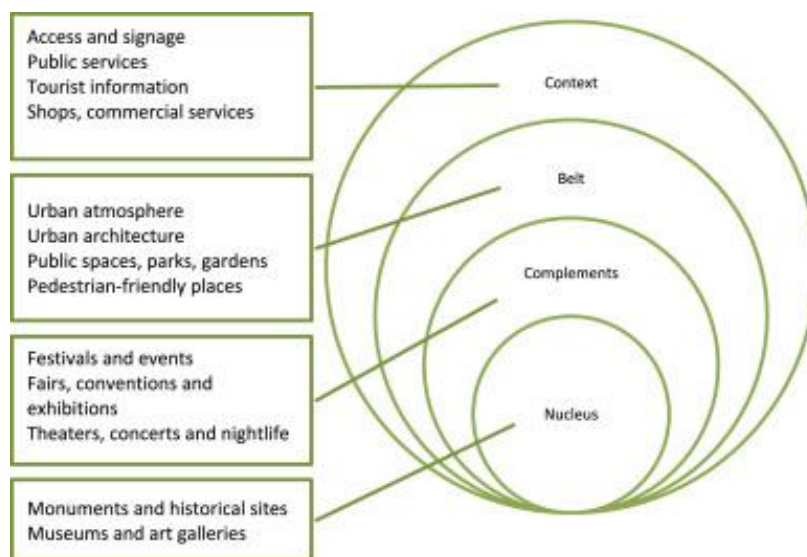 Access and signage
Public services
Tourist information
Shops, commercial services
Context
Urban atmosphere
Urban architecture
Public spaces, parks, gardens
Pedestrian-friendly places
Belt
Festivals and events
Fairs, conventions and
exhibitions
Theaters, concerts and nightlife
Complements
Monuments and historical sites
Museums and art galleries
Nucleus